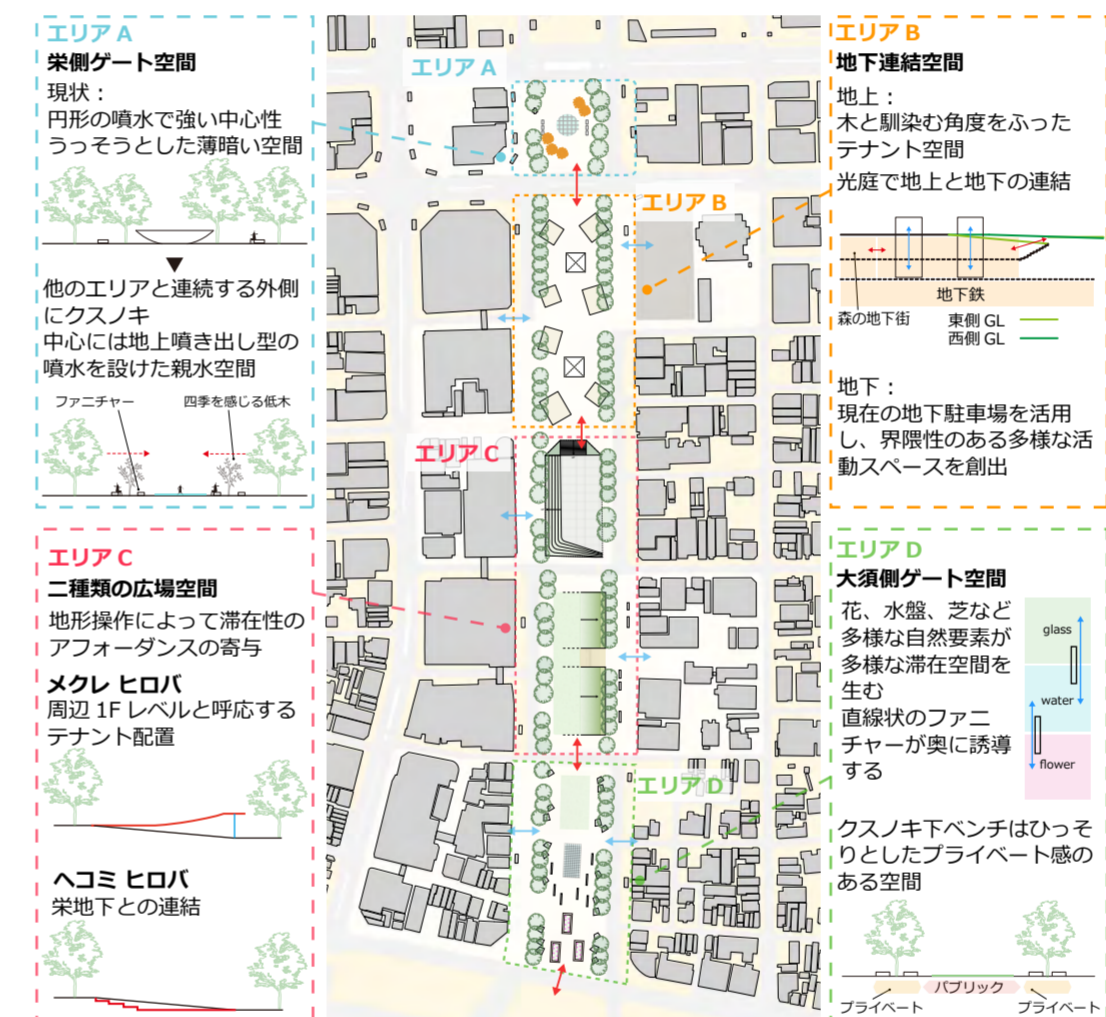 エリア A
栄側ゲート空間
現状：
円形の噴水で強い中心性
うっそうとした薄暗い空間
他のエリアと連続する外側
にクスノキ
中心には地上噴き出し型の
噴水を設けた親水空間
ファニチャー
四季を感じる低木
エリア C
二種類の広場空間
地形操作によって滞在性の
アフォーダンスの寄与
メクレ ヒロバ
周辺 1F レベルと呼応する
テナント配置
ヘコミ ヒロバ
栄地下との連結
エリア A
エリア B
エリア C
エリア D
エリア B
地下連結空間
地上：
木と馴染む角度をふった
テナント空間
光庭で地上と地下の連結
地下鉄
森の地下街
東側 GL
西側 GL
地下：
現在の地下駐車場を活用
し、界隈性のある多様な活
動スペースを創出
エリア D
大須側ゲート空間
花、水盤、芝など
多様な自然要素が
多様な滞在空間を
生む
直線状のファニ
チャーが奥に誘導
する
glass
water
flower
クスノキ下ベンチはひっそ
りとしたプライベート感の
ある空間
パブリック
プライベート
プライベート